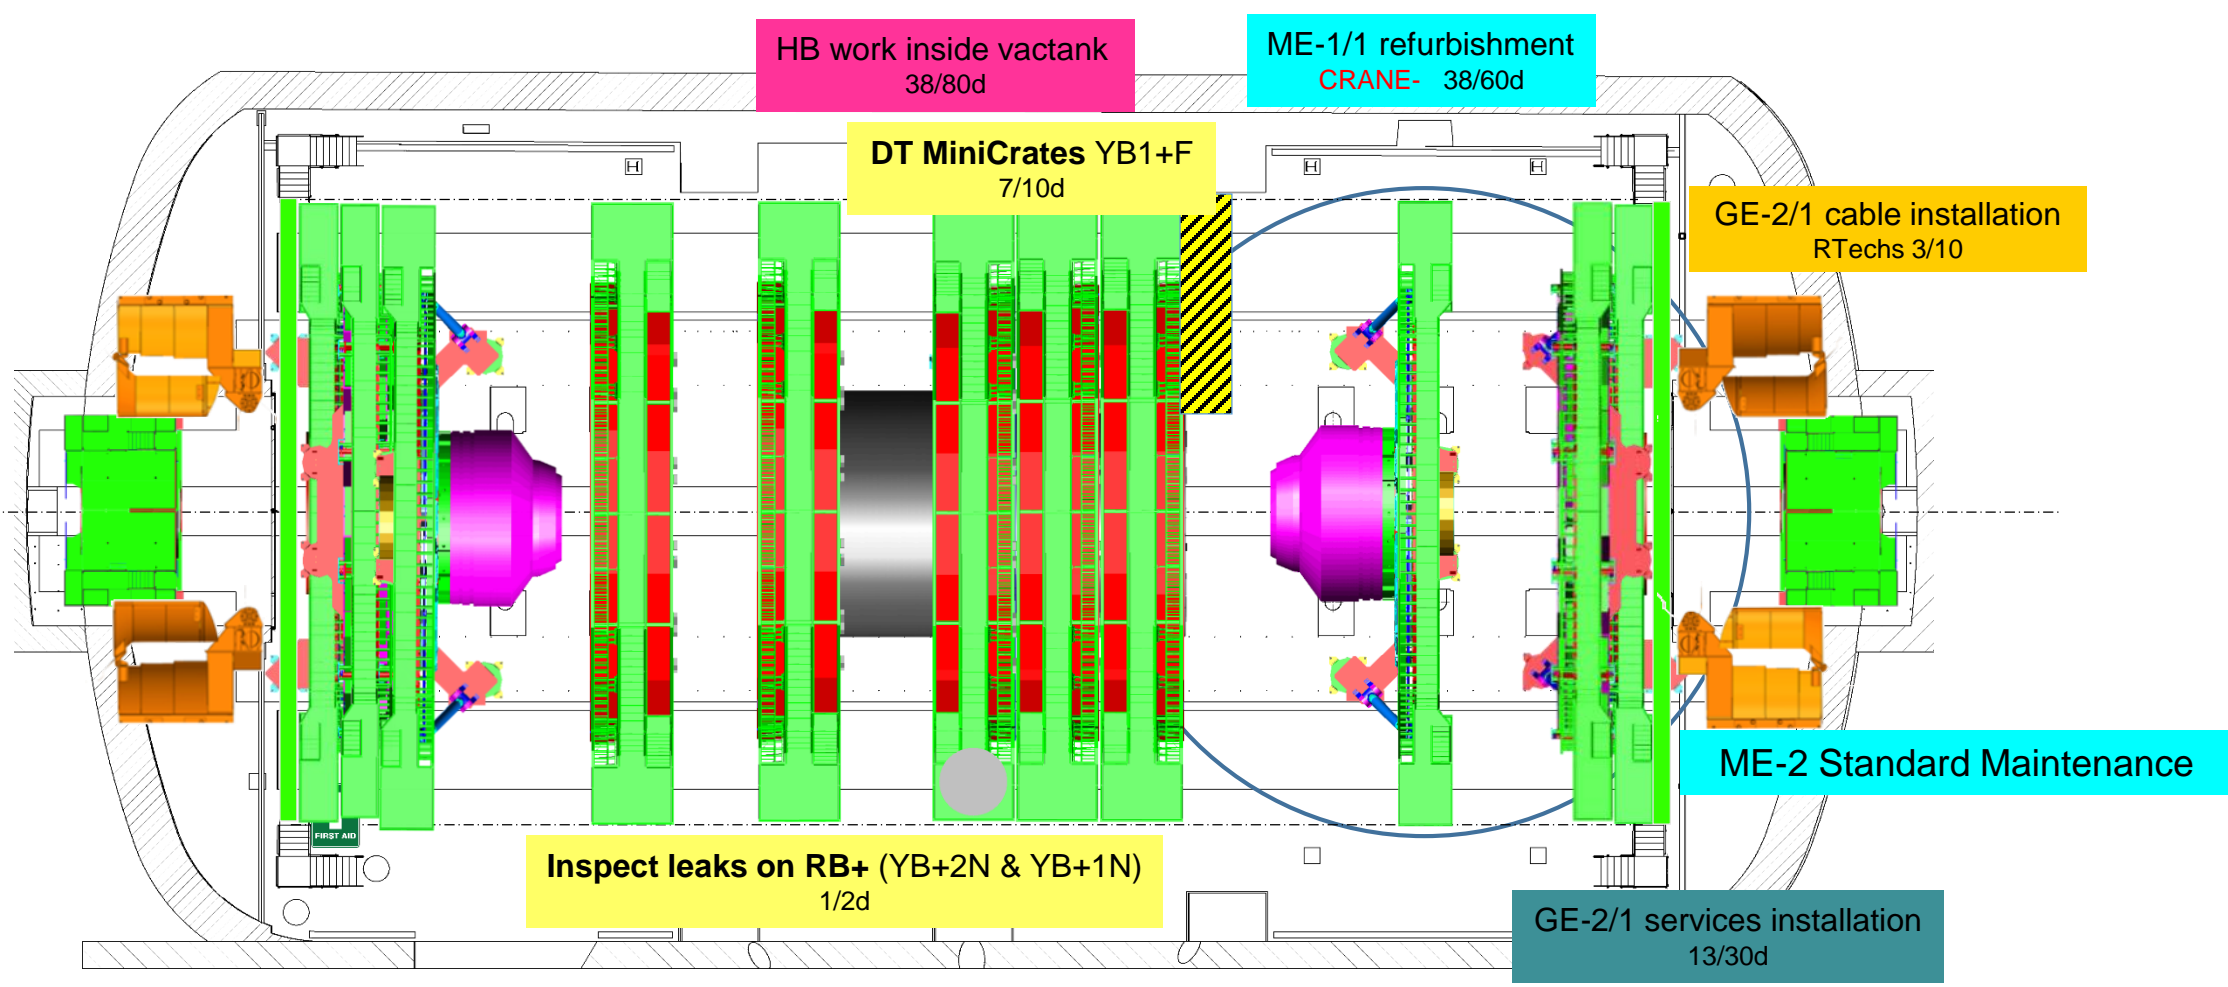 HB work inside vactank
38/80d
ME-1/1 refurbishment
CRANE- 38/60d
DT MiniCrates YB1+F
7/10d
H
H
H
GE-2/1 cable installation
RTechs 3/10
ME-2 Standard Maintenance
FIRST AID
Inspect leaks on RB+ (YB+2N & YB+1N)
1/2d
GE-2/1 services installation
13/30d